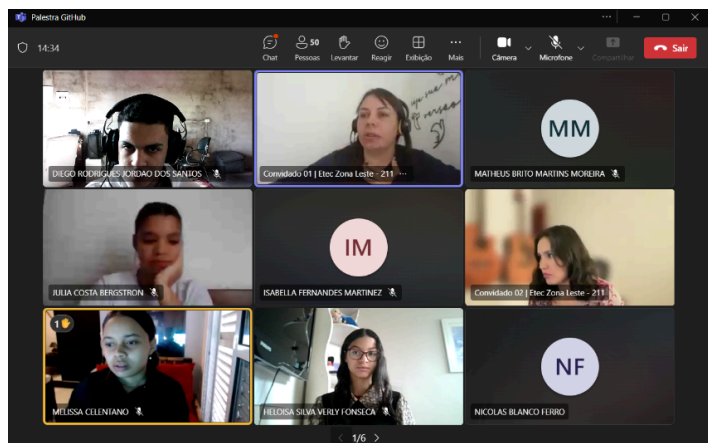 Palestra GitHub
14:34
50
Chat Pessoas Levantar Reagir Exibição Mais Câmera Microfone Compartilhar Sair
MM
DIEGO RODRIGUES JORDAO DOS SANTOS
Convidado 01 | Etec Zona Leste - 211 ...
MATHEUS BRITO MARTINS MOREIRA
IM
JULIA COSTA BERGSTRON
ISABELLA FERNANDES MARTINEZ
Convidado 02 | Etec Zona Leste - 211
1
NF
MELISSA CELENTANO
HELOISA SILVA VERLY FONSECA
NICOLAS BLANCO FERRO
1/6